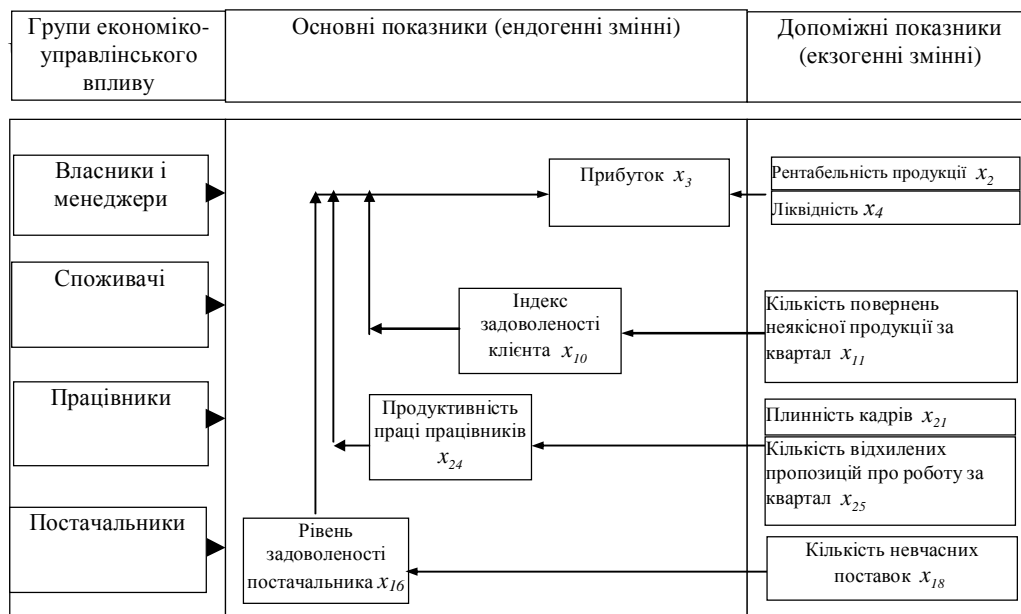 Групи економіко-
управлінського
впливу
Основні показники (ендогенні змінні)
Допоміжні показники
(екзогенні змінні)
Власники і
менеджери
Прибуток x3
Рентабельність продукції x2
Ліквідність x4
Споживачі
Індекс
задоволеності
клієнта x10
Кількість повернень
неякісної продукції за
квартал x11
Працівники
Продуктивність
праці працівників
x24
Плинність кадрів x21
Кількість відхилених
пропозицій про роботу за
квартал x25
Постачальники
Рівень
задоволеності
постачальника x16
Кількість невчасних
поставок x18